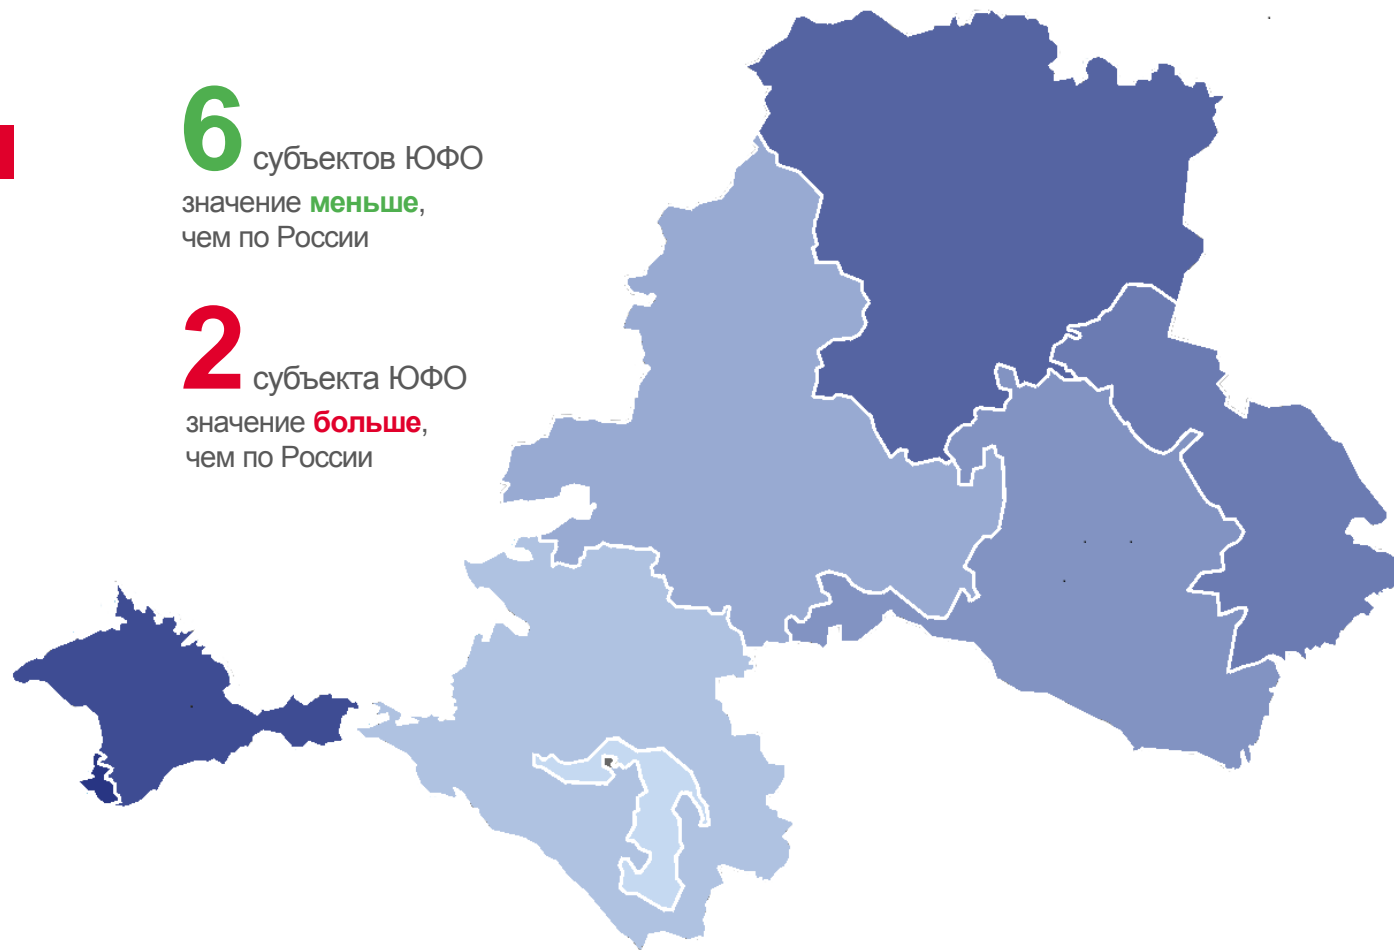 6 субъектов ЮФО
значение меньше,
чем по России
2 субъекта ЮФО
значение больше,
чем по России